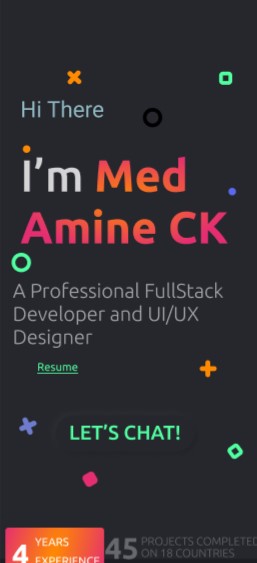 Hi There
I’m Med
Amine CK
A Professional FullStack
Developer and UI/UX
Designer
Resume
LET’S CHAT!
4 YEARS
EXPERIENCE
45 PROJECTS COMPLETED
ON 18 COUNTRIES